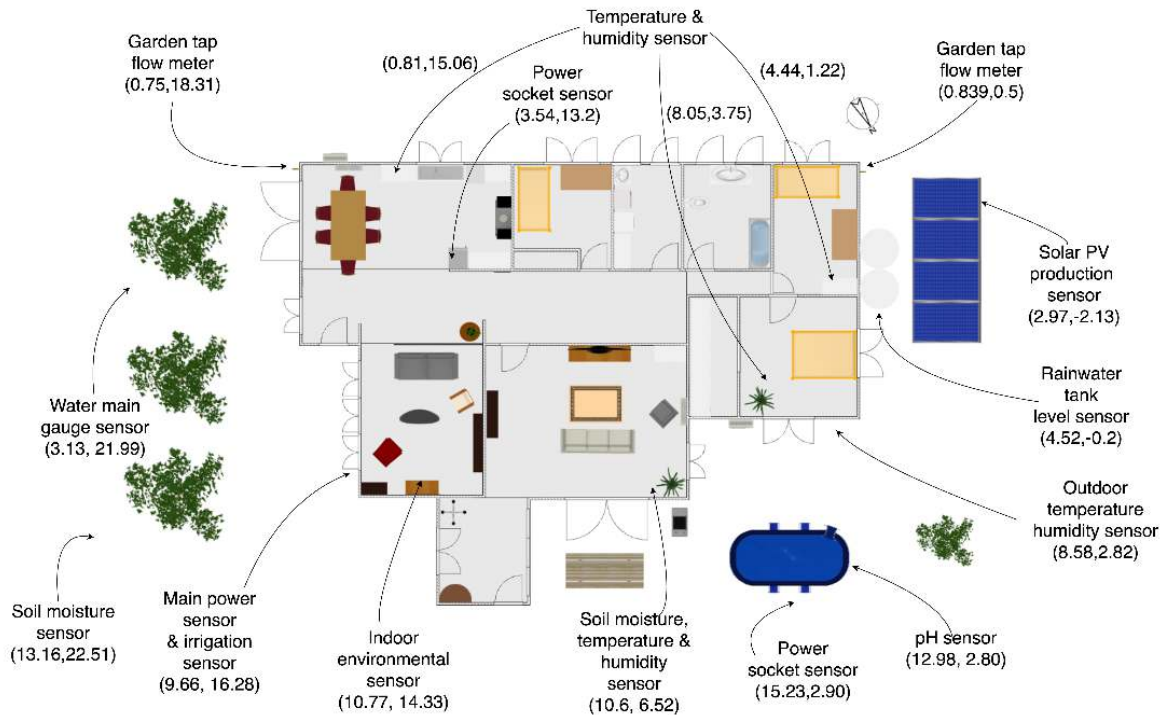 Temperature &
humidity sensor
Garden tap
flow meter
(0.75,18.31)
(0.81,15.06)
Power
socket sensor
(3.54,13.2)
(8.05,3.75)
(4.44,1.22)
Garden tap
flow meter
(0.839,0.5)
Solar PV
production
sensor
(2.97,-2.13)
Water main
gauge sensor
(3.13, 21.99)
Rainwater
tank
level sensor
(4.52,-0.2)
Outdoor
temperature
humidity sensor
(8.58,2.82)
Soil moisture
sensor
(13.16,22.51)
Main power
sensor
& irrigation
sensor
(9.66, 16.28)
Indoor
environmental
sensor
(10.77, 14.33)
Soil moisture,
temperature &
humidity
sensor
(10.6, 6.52)
Power
socket sensor
(15.23,2.90)
pH sensor
(12.98, 2.80)